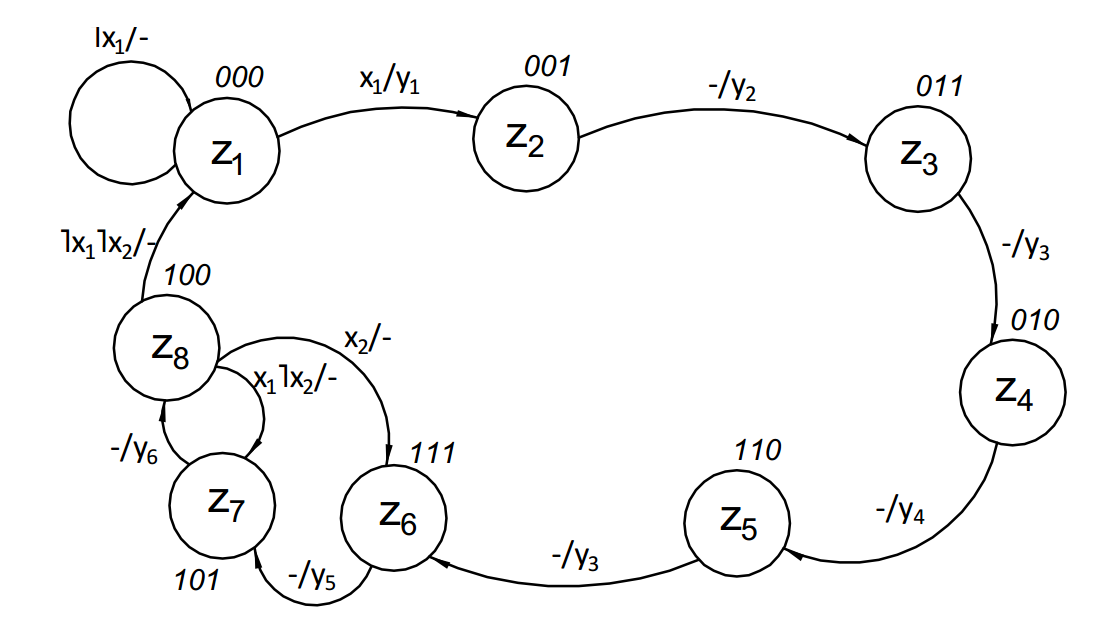 lx₁/-
000
z₁
x₁/y₁
001
z₂
-/y₂
011
z₃
-/y₃
010
z₄
-/y₄
110
z₅
-/y₃
111
z₆
-/y₅
101
z₇
-/y₆
100
z₈
x₂/-
x₁⅂x₂/-
⅂x₁⅂x₂/-